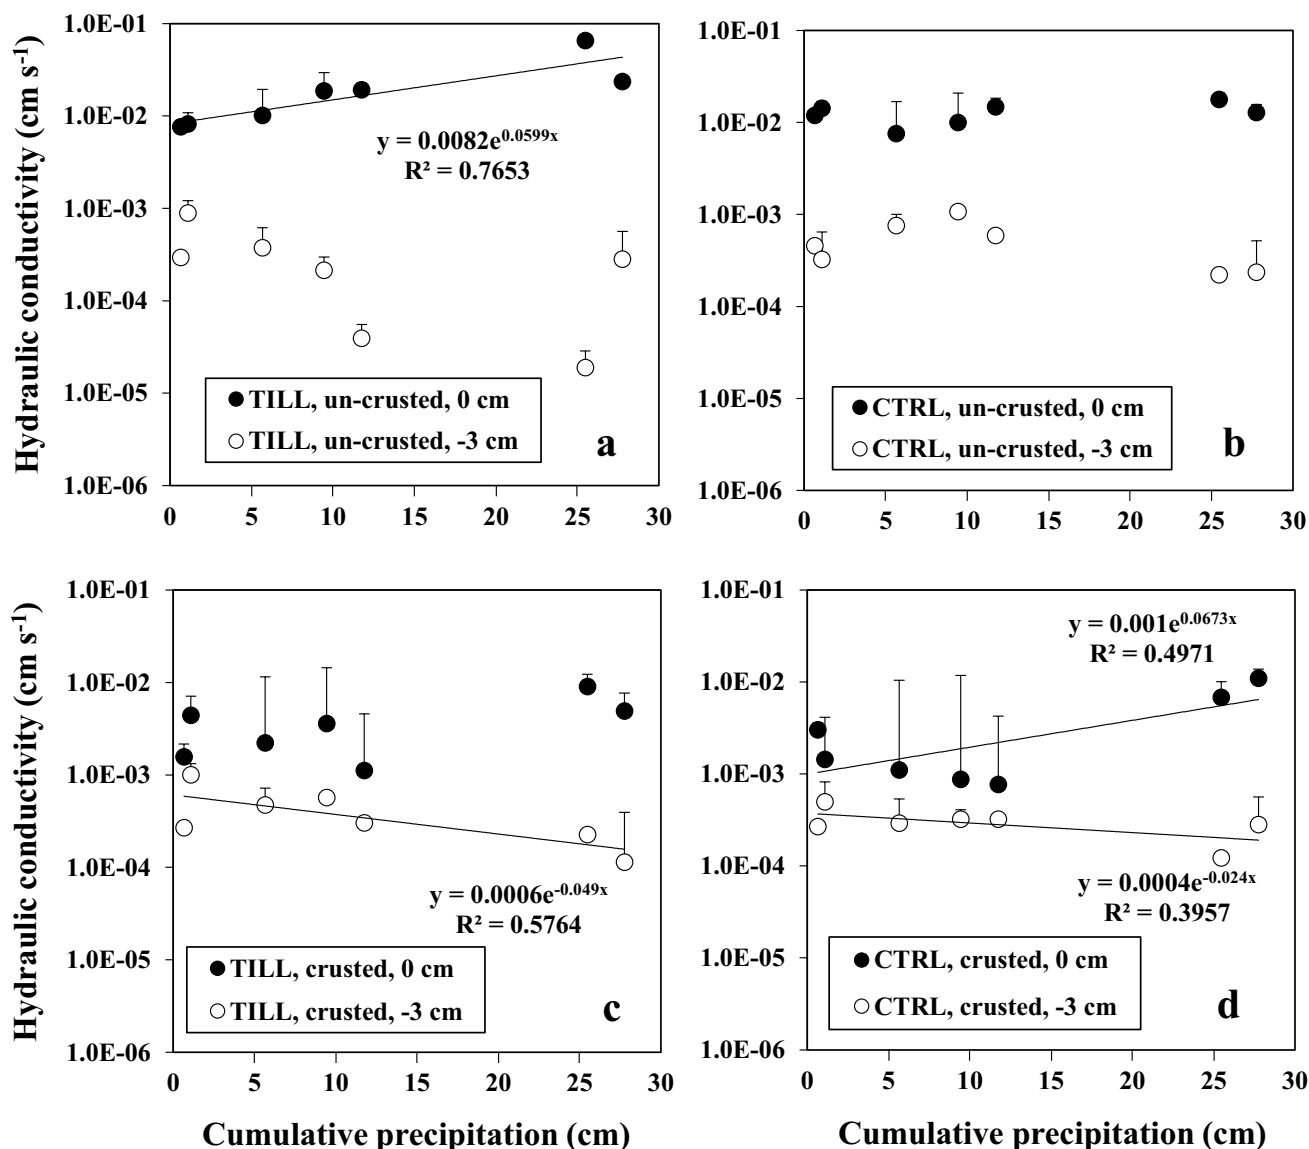 Hydraulic conductivity (cm s⁻¹)
1.0E-01
1.0E-02
1.0E-03
1.0E-04
1.0E-05
1.0E-06
y = 0.0082e^0.0599x
R² = 0.7653
TILL, un-crusted, 0 cm
TILL, un-crusted, -3 cm
a
0 5 10 15 20 25 30
1.0E-01
1.0E-02
1.0E-03
1.0E-04
1.0E-05
1.0E-06
CTRL, un-crusted, 0 cm
CTRL, un-crusted, -3 cm
b
0 5 10 15 20 25 30
Hydraulic conductivity (cm s⁻¹)
1.0E-01
1.0E-02
1.0E-03
1.0E-04
1.0E-05
1.0E-06
y = 0.0006e^-0.049x
R² = 0.5764
TILL, crusted, 0 cm
TILL, crusted, -3 cm
c
0 5 10 15 20 25 30
Cumulative precipitation (cm)
1.0E-01
1.0E-02
1.0E-03
1.0E-04
1.0E-05
1.0E-06
y = 0.001e^0.0673x
R² = 0.4971
y = 0.0004e^-0.024x
R² = 0.3957
CTRL, crusted, 0 cm
CTRL, crusted, -3 cm
d
0 5 10 15 20 25 30
Cumulative precipitation (cm)